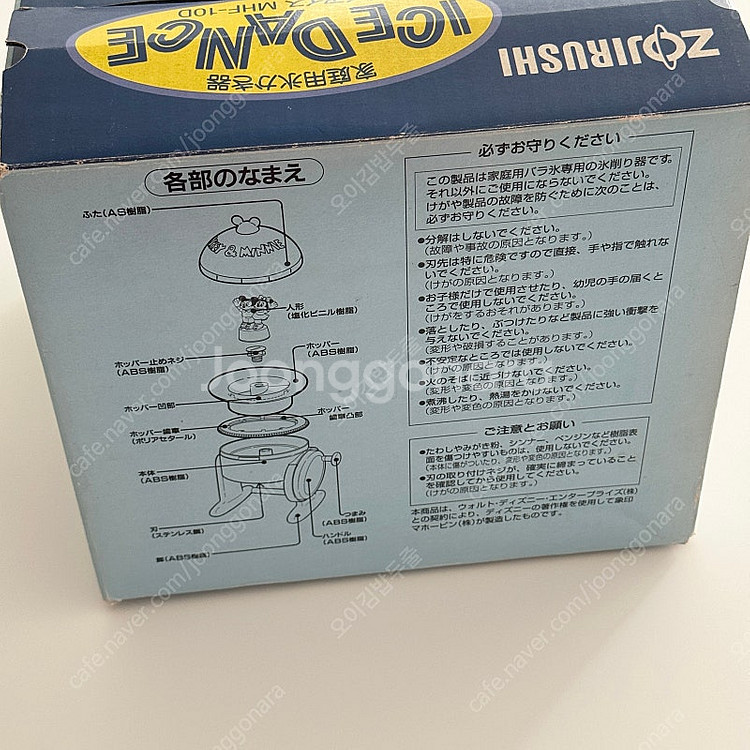 ZOJIRUSHI
ICE DANCE
家庭用氷かき器
MHF-10D
各部のなまえ
ふた(AS樹脂)
& MINNIE
人形
(塩化ビニル樹脂)
ホッパー
(ABS樹脂)
ホッパー止めネジ
(ABS樹脂)
ホッパー凹部
ホッパー
歯車凸部
ホッパー歯車
(ポリアセタール)
本体
(ABS樹脂)
つまみ
(ABS樹脂)
刃
(ステンレス鋼)
ハンドル
(ABS樹脂)
(ABS樹脂)
必ずお守りください
この製品は家庭用バラ氷専用の氷削り器です。
それ以外にご使用にならないでください。
けがや製品の故障を防ぐために次のことは、
必ずお守りください。
●分解はしないでください。
(故障や事故の原因となります。)
●刃先は特に危険ですので直接、手や指で触れな
いでください。
(けがの原因となります。)
●お子様だけで使用させたり、幼児の手の届くと
ころで使用しないでください。
(けがをするおそれがあります。)
●落としたり、ぶつけたりなど製品に強い衝撃を
与えないでください。
(変形や破損することがあります。)
●不安定なところでは使用しないでください。
(けがの原因となります。)
●火のそばに近づけないでください。
(変形や変色の原因となります。)
●煮沸したり、熱湯をかけないでください。
(変形や変色の原因となります。)
ご注意とお願い
●たわしやみがき粉、シンナー、ベンジンなど樹脂表
面を傷つけやすいものは、使用しないでください。
(本体に傷がついたり、変形や変色の原因となります。)
●刃の取り付けネジが、確実に締まっていること
を確認してから使用してください。
(けがの原因となります。)
本商品は、ウォルト・ディズニー・エンタープライズ(株)
との契約により、ディズニーの著作権を使用して象印
マホービン(株)が製造したものです。
Joonggonara
cafe.naver.com/joonggonara
오이김밥두줄